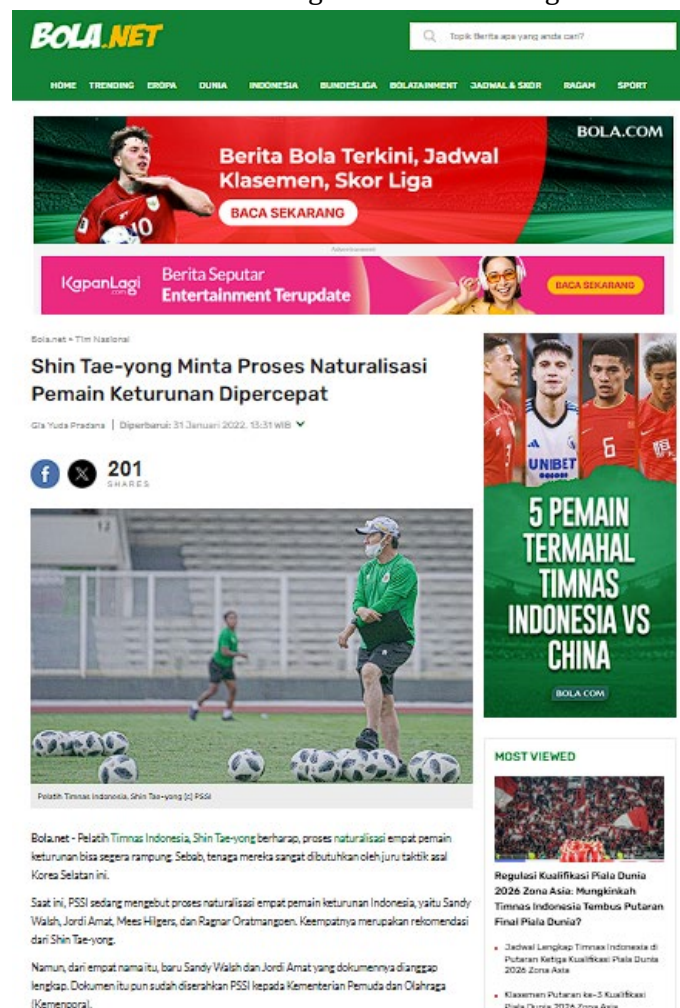 BOLA.NET
Topik Berita apa yang anda cari?
HOME TRENDING EROPA DUNIA INDONESIA BUNDESLIGA BOLATAINMENT JADWAL & SKOR RAGAM SPORT
BOLA.COM
Berita Bola Terkini, Jadwal
Klasemen, Skor Liga
BACA SEKARANG
10
Advertisement
KapanLagi
.com
Berita Seputar
Entertainment Terupdate
BACA SEKARANG
Bola.net » Tim Nasional
Shin Tae-yong Minta Proses Naturalisasi
Pemain Keturunan Dipercepat
Gia Yuda Pradana | Diperbarui: 31 Januari 2022, 13:31 WIB
201
SHARES
12
Pelatih Timnas Indonesia, Shin Tae-yong (c) PSSI
Bola.net - Pelatih Timnas Indonesia, Shin Tae-yong berharap, proses naturalisasi empat pemain
keturunan bisa segera rampung. Sebab, tenaga mereka sangat dibutuhkan oleh juru taktik asal
Korea Selatan ini.
Saat ini, PSSI sedang mengebut proses naturalisasi empat pemain keturunan Indonesia, yaitu Sandy
Walsh, Jordi Amat, Mees Hilgers, dan Ragnar Oratmangoen. Keempatnya merupakan rekomendasi
dari Shin Tae-yong.
Namun, dari empat nama itu, baru Sandy Walsh dan Jordi Amat yang dokumennya dianggap
lengkap. Dokumen itu pun sudah diserahkan PSSI kepada Kementerian Pemuda dan Olahraga
(Kemenpora).
UNIBET
6
5 PEMAIN
TERMAHAL
TIMNAS
INDONESIA VS
CHINA
BOLA.COM
MOST VIEWED
Regulasi Kualifikasi Piala Dunia
2026 Zona Asia: Mungkinkah
Timnas Indonesia Tembus Putaran
Final Piala Dunia?
Jadwal Lengkap Timnas Indonesia di
Putaran Ketiga Kualifikasi Piala Dunia
2026 Zona Asia
Klasemen Putaran ke-3 Kualifikasi
Piala Dunia 2026 Zona Asia